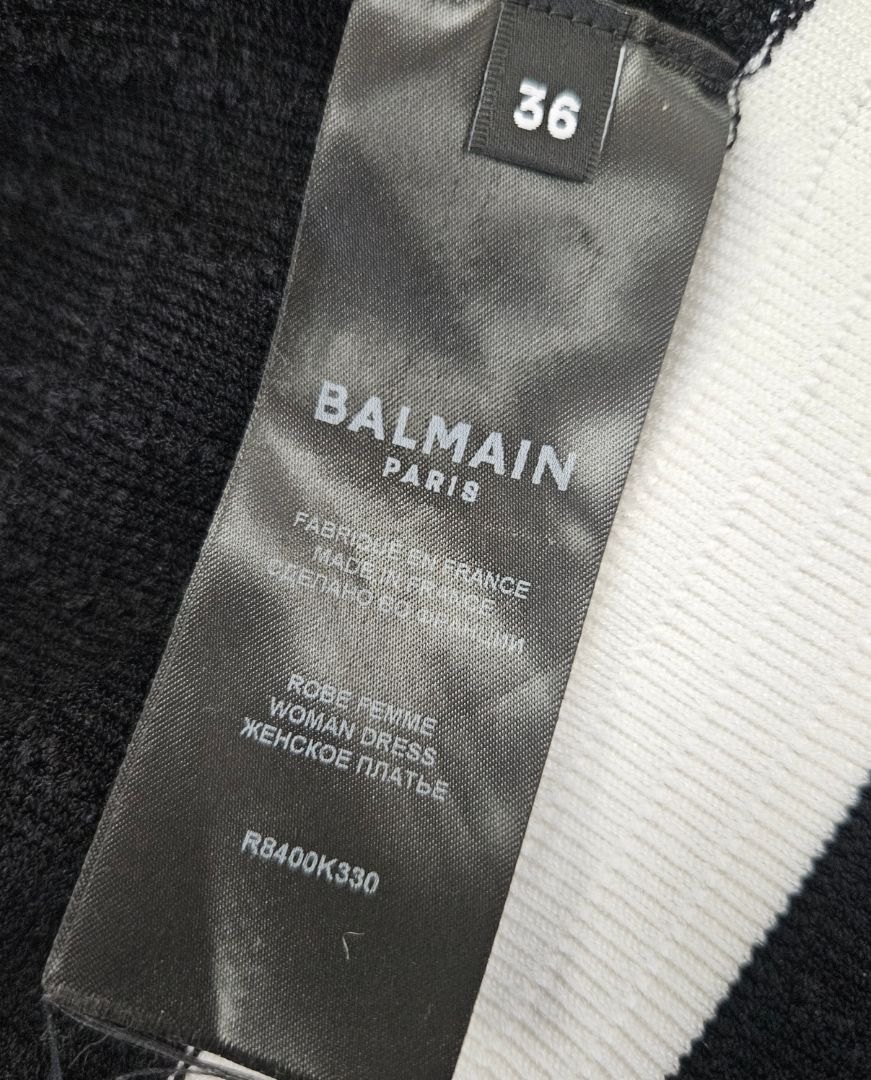 36
BALMAIN
PARIS
FABRIQUE EN FRANCE
MADE IN FRANCE
СДЕЛАНО ВО ФРАНЦИИ
ROBE FEMME
WOMAN DRESS
ЖЕНСКОЕ ПЛАТЬЕ
R8400K330